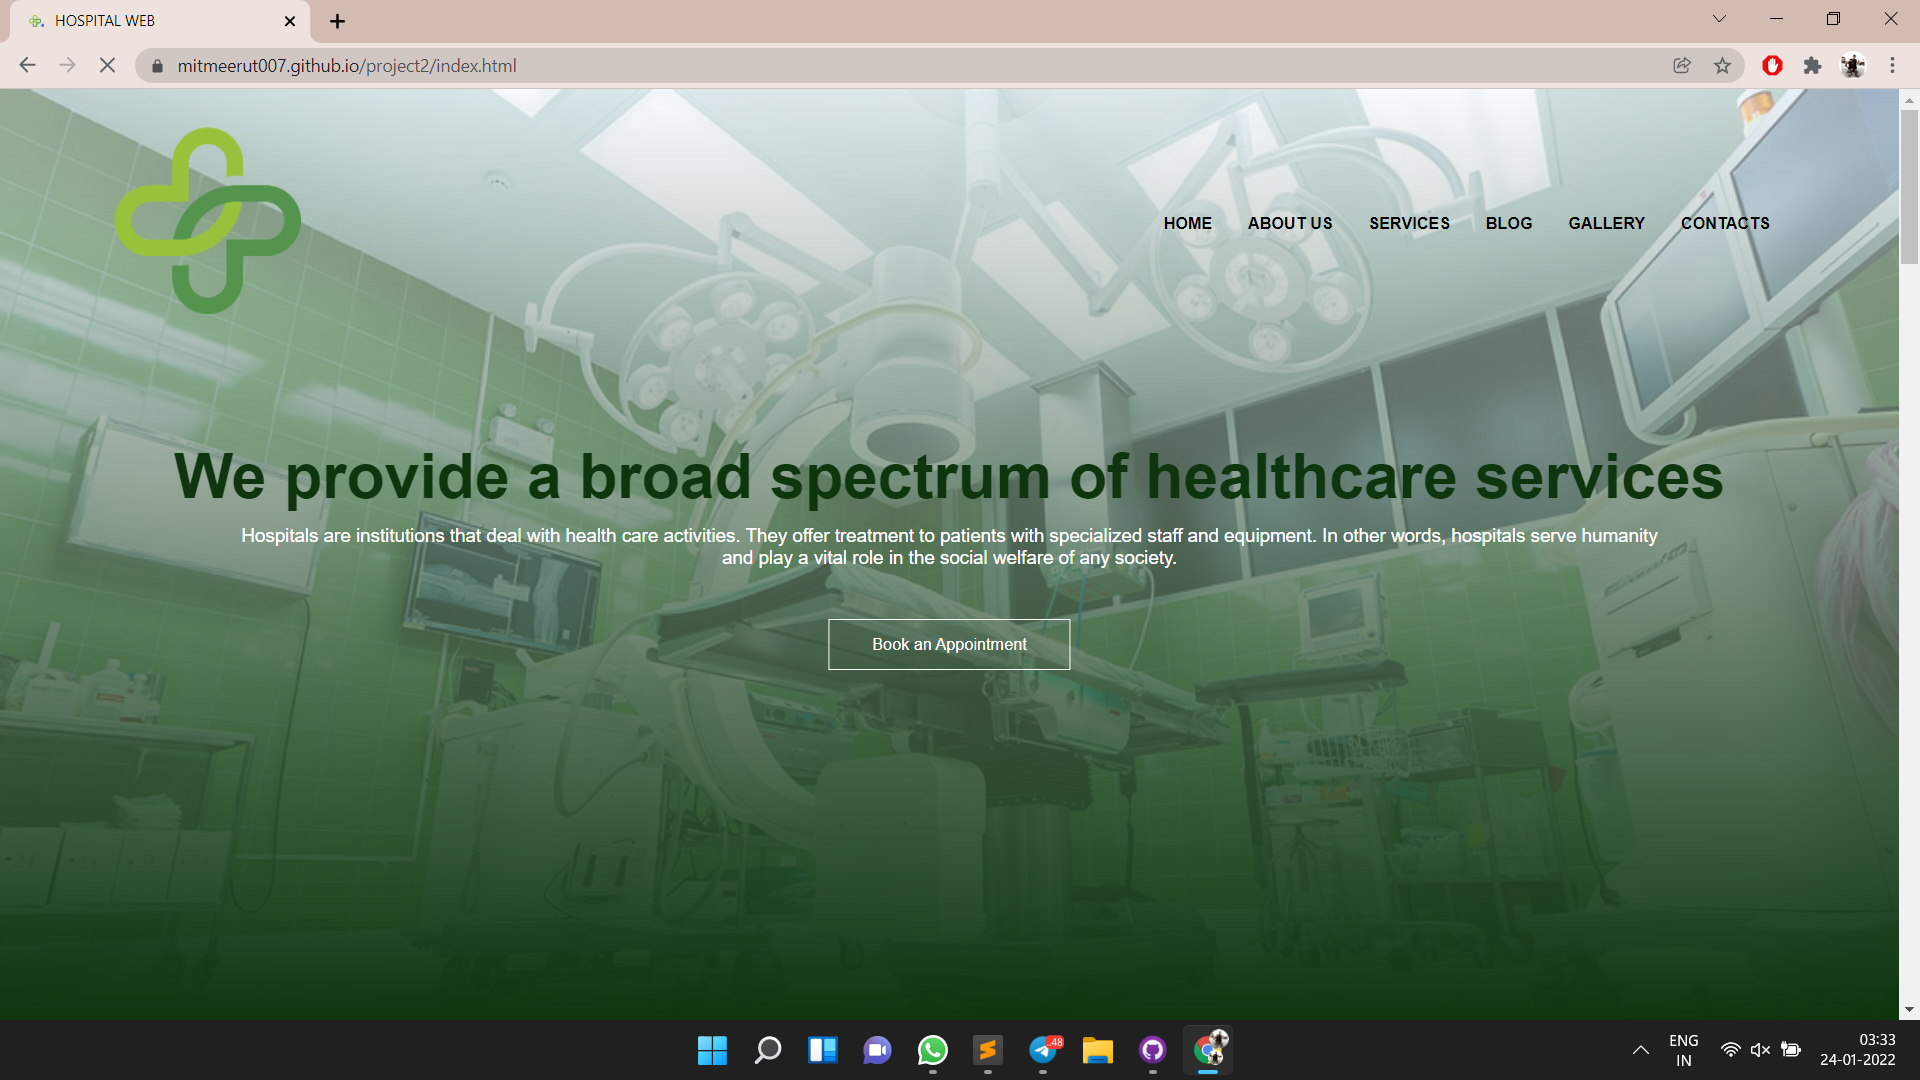 HOSPITAL WEB
mitmeerut007.github.io/project2/index.html
HOME ABOUT US SERVICES BLOG GALLERY CONTACTS
We provide a broad spectrum of healthcare services
Hospitals are institutions that deal with health care activities. They offer treatment to patients with specialized staff and equipment. In other words, hospitals serve humanity
and play a vital role in the social welfare of any society.
Book an Appointment
.48
ENG
IN
03:33
24-01-2022